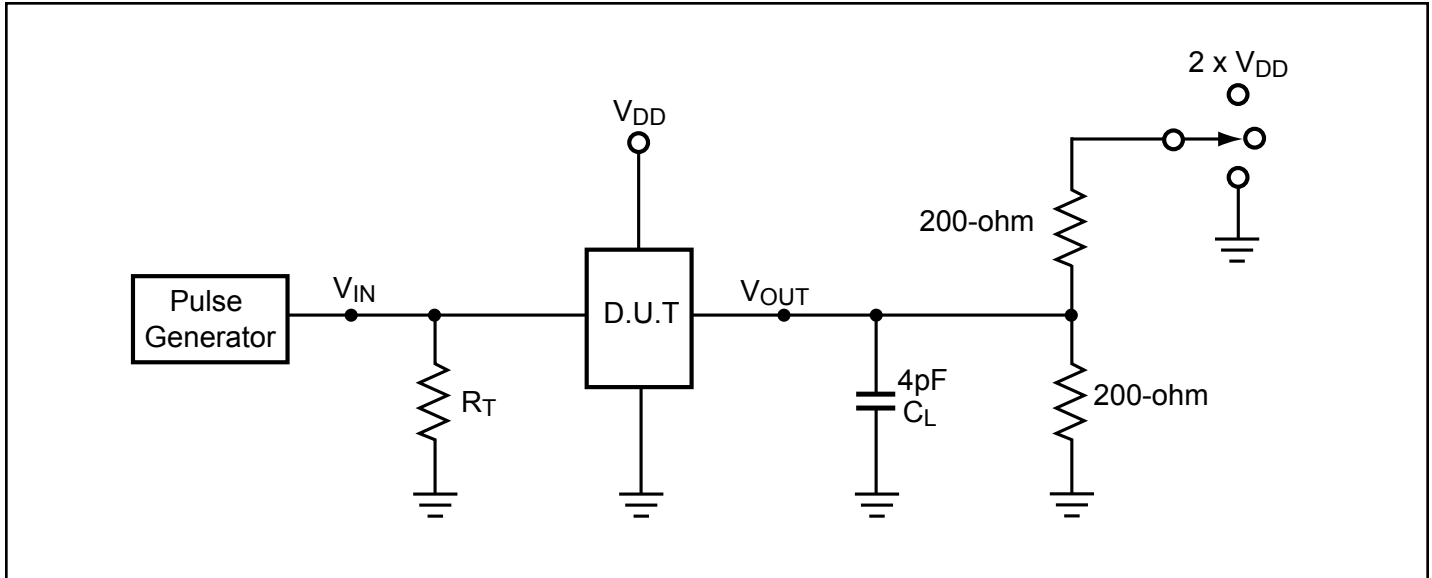 2 x VDD
VDD
200-ohm
Pulse
Generator
VIN
D.U.T
VOUT
RT
4pF
CL
200-ohm